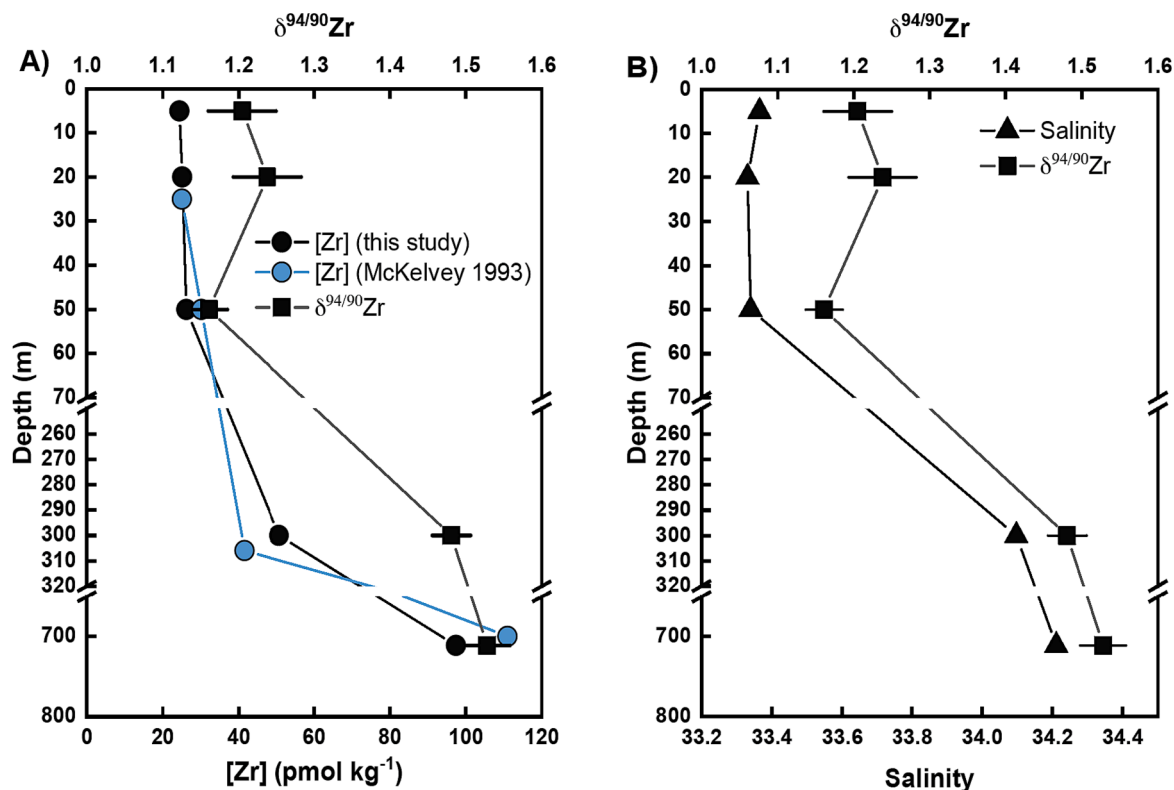 δ94/90Zr
A)
1.0 1.1 1.2 1.3 1.4 1.5 1.6
Depth (m)
0
10
20
30
40
50
60
70
260
270
280
290
300
310
320
700
800
[Zr] (this study)
[Zr] (McKelvey 1993)
δ94/90Zr
0 20 40 60 80 100 120
[Zr] (pmol kg-1)
δ94/90Zr
B)
1.0 1.1 1.2 1.3 1.4 1.5 1.6
Depth (m)
0
10
20
30
40
50
60
70
260
270
280
290
300
310
320
700
800
Salinity
δ94/90Zr
33.2 33.4 33.6 33.8 34.0 34.2 34.4
Salinity